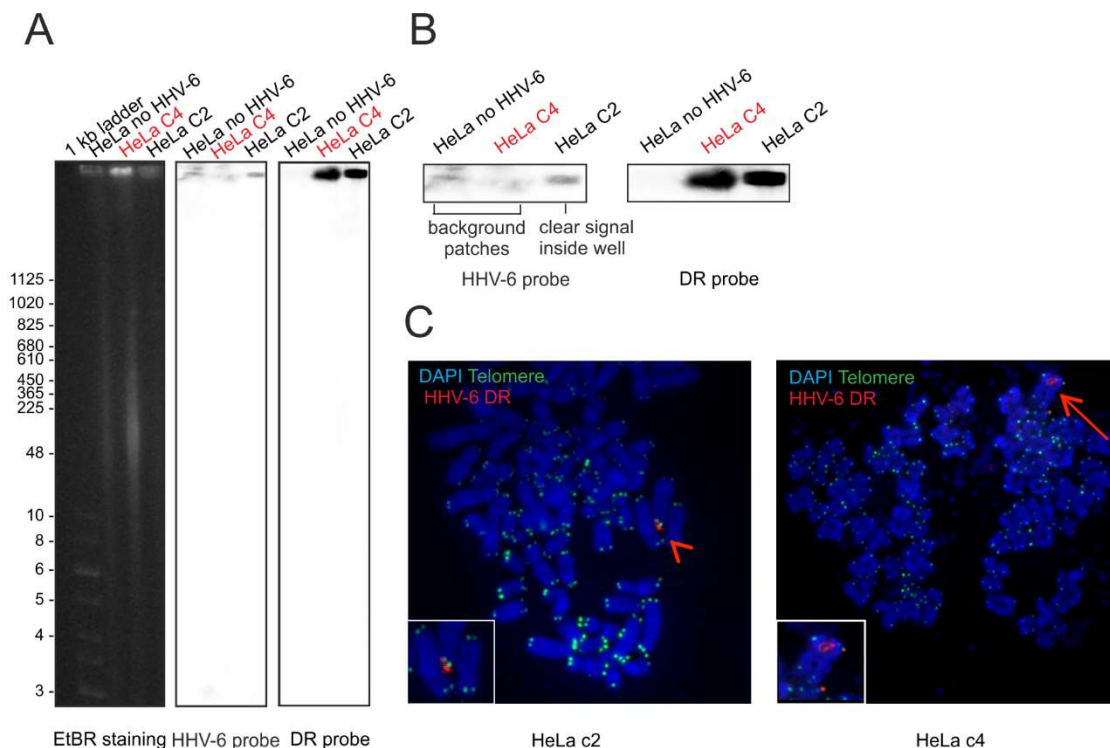 A
1 kb ladder
HeLa no HHV-6
HeLa C4
HeLa C2
HeLa no HHV-6
HeLa C4
HeLa C2
HeLa no HHV-6
HeLa C4
HeLa C2
1125 -
1020 -
825 -
680 -
610 -
450 -
365 -
225 -
48 -
10 -
8 -
6 -
5 -
4 -
3 -
EtBR staining
HHV-6 probe
DR probe
B
HeLa no HHV-6
HeLa C4
HeLa C2
HeLa no HHV-6
HeLa C4
HeLa C2
background
patches
clear signal
inside well
HHV-6 probe
DR probe
C
DAPI Telomere
HHV-6 DR
DAPI Telomere
HHV-6 DR
HeLa c2
HeLa c4